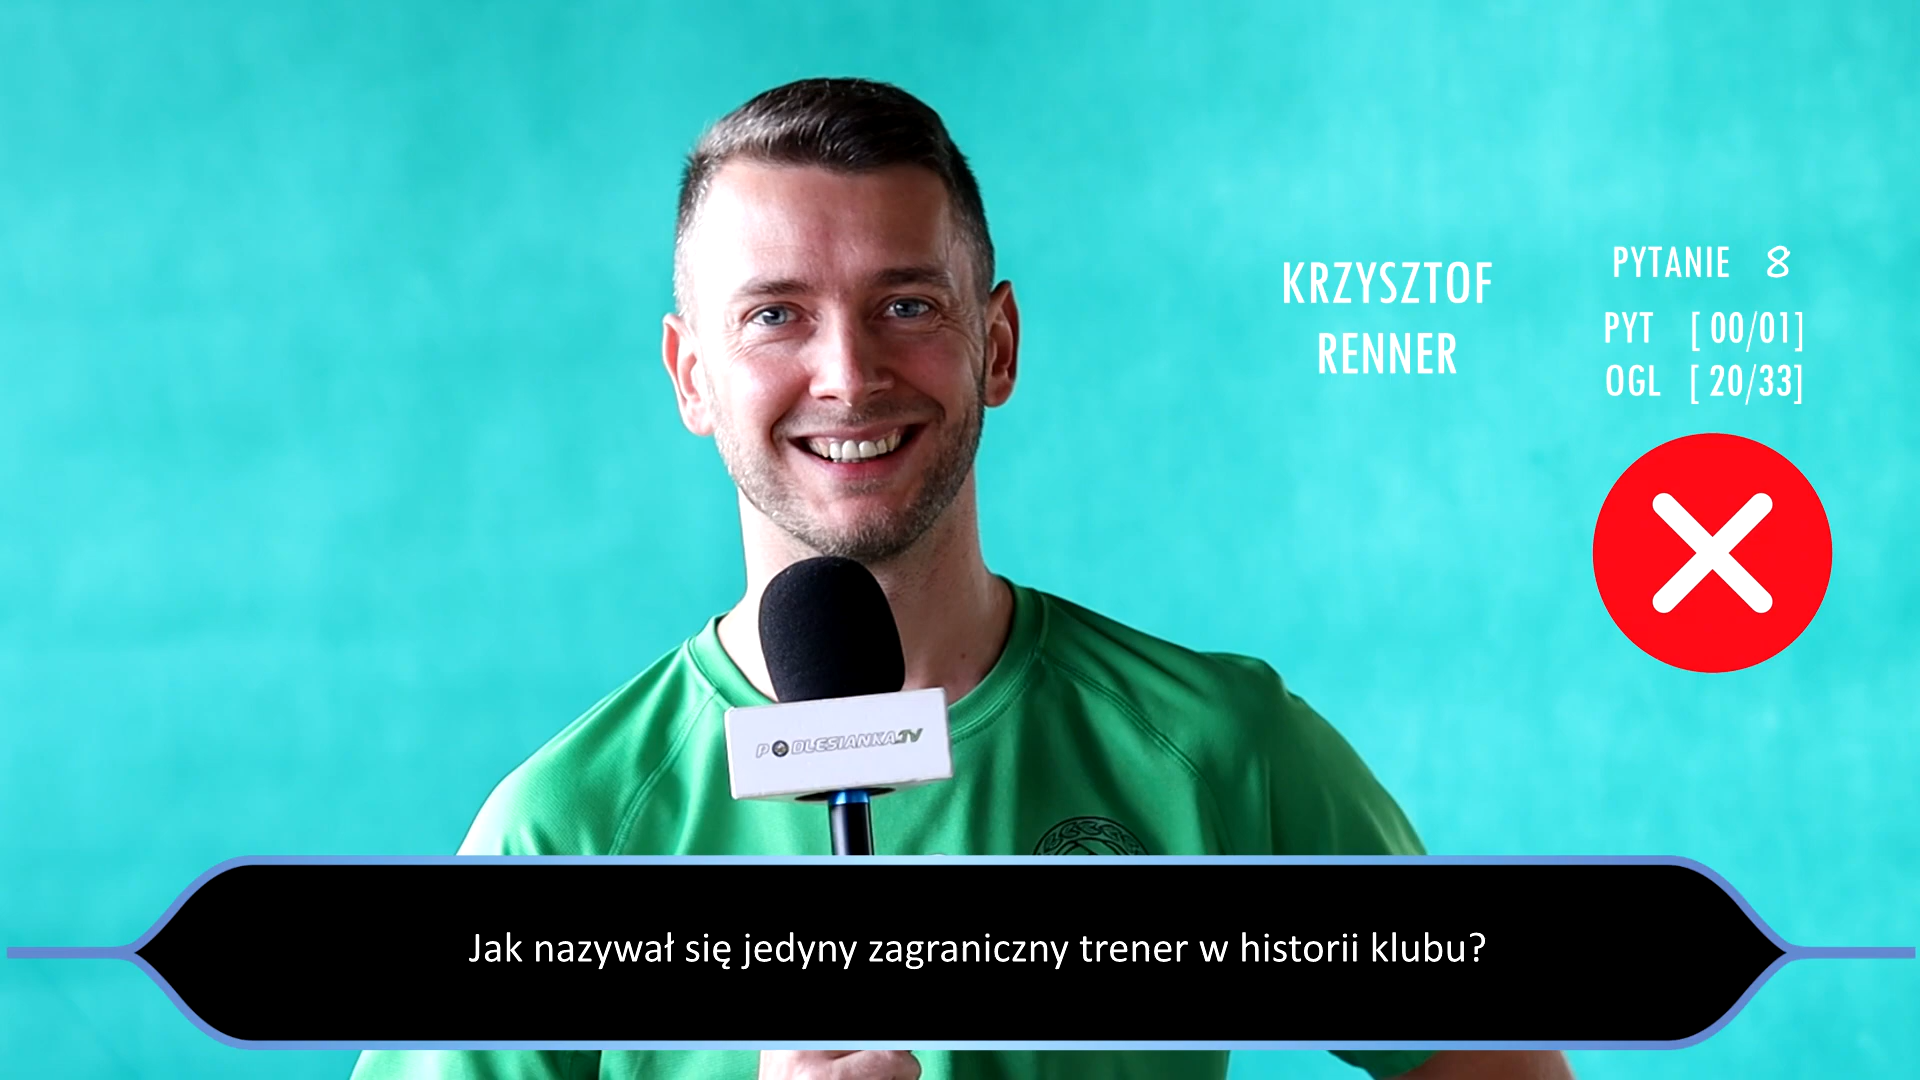 KRZYSZTOF
RENNER
PYTANIE 8
PYT [ 00/01]
OGL [ 20/33]
PODLESIANKA.TV
Jak nazywał się jedyny zagraniczny trener w historii klubu?